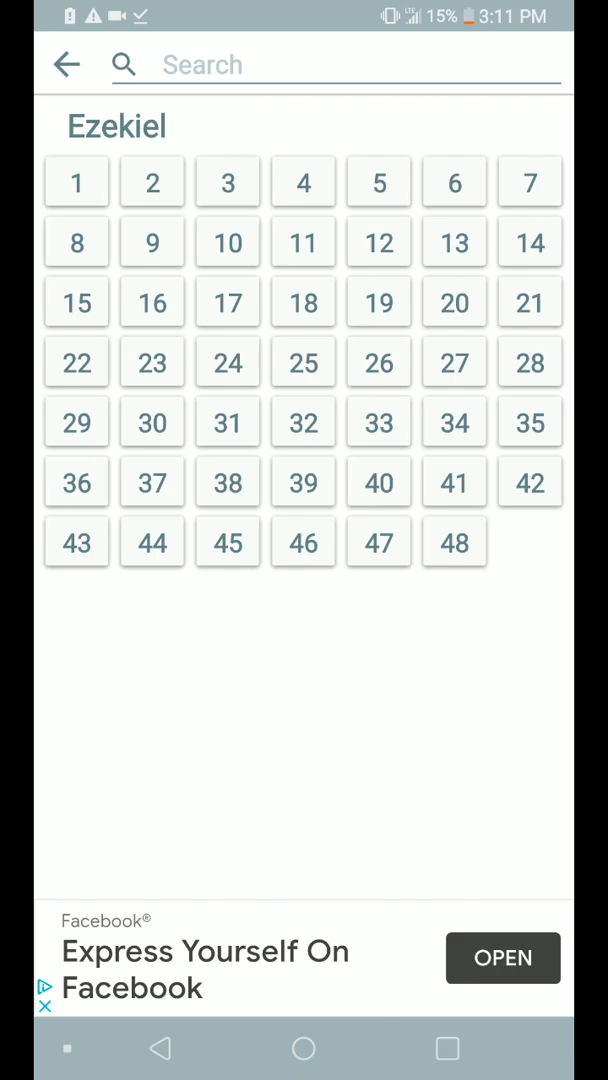 LTE 15% 3:11 PM
Search
Ezekiel
1 2 3 4 5 6 7
8 9 10 11 12 13 14
15 16 17 18 19 20 21
22 23 24 25 26 27 28
29 30 31 32 33 34 35
36 37 38 39 40 41 42
43 44 45 46 47 48
Facebook®
Express Yourself On
Facebook
OPEN